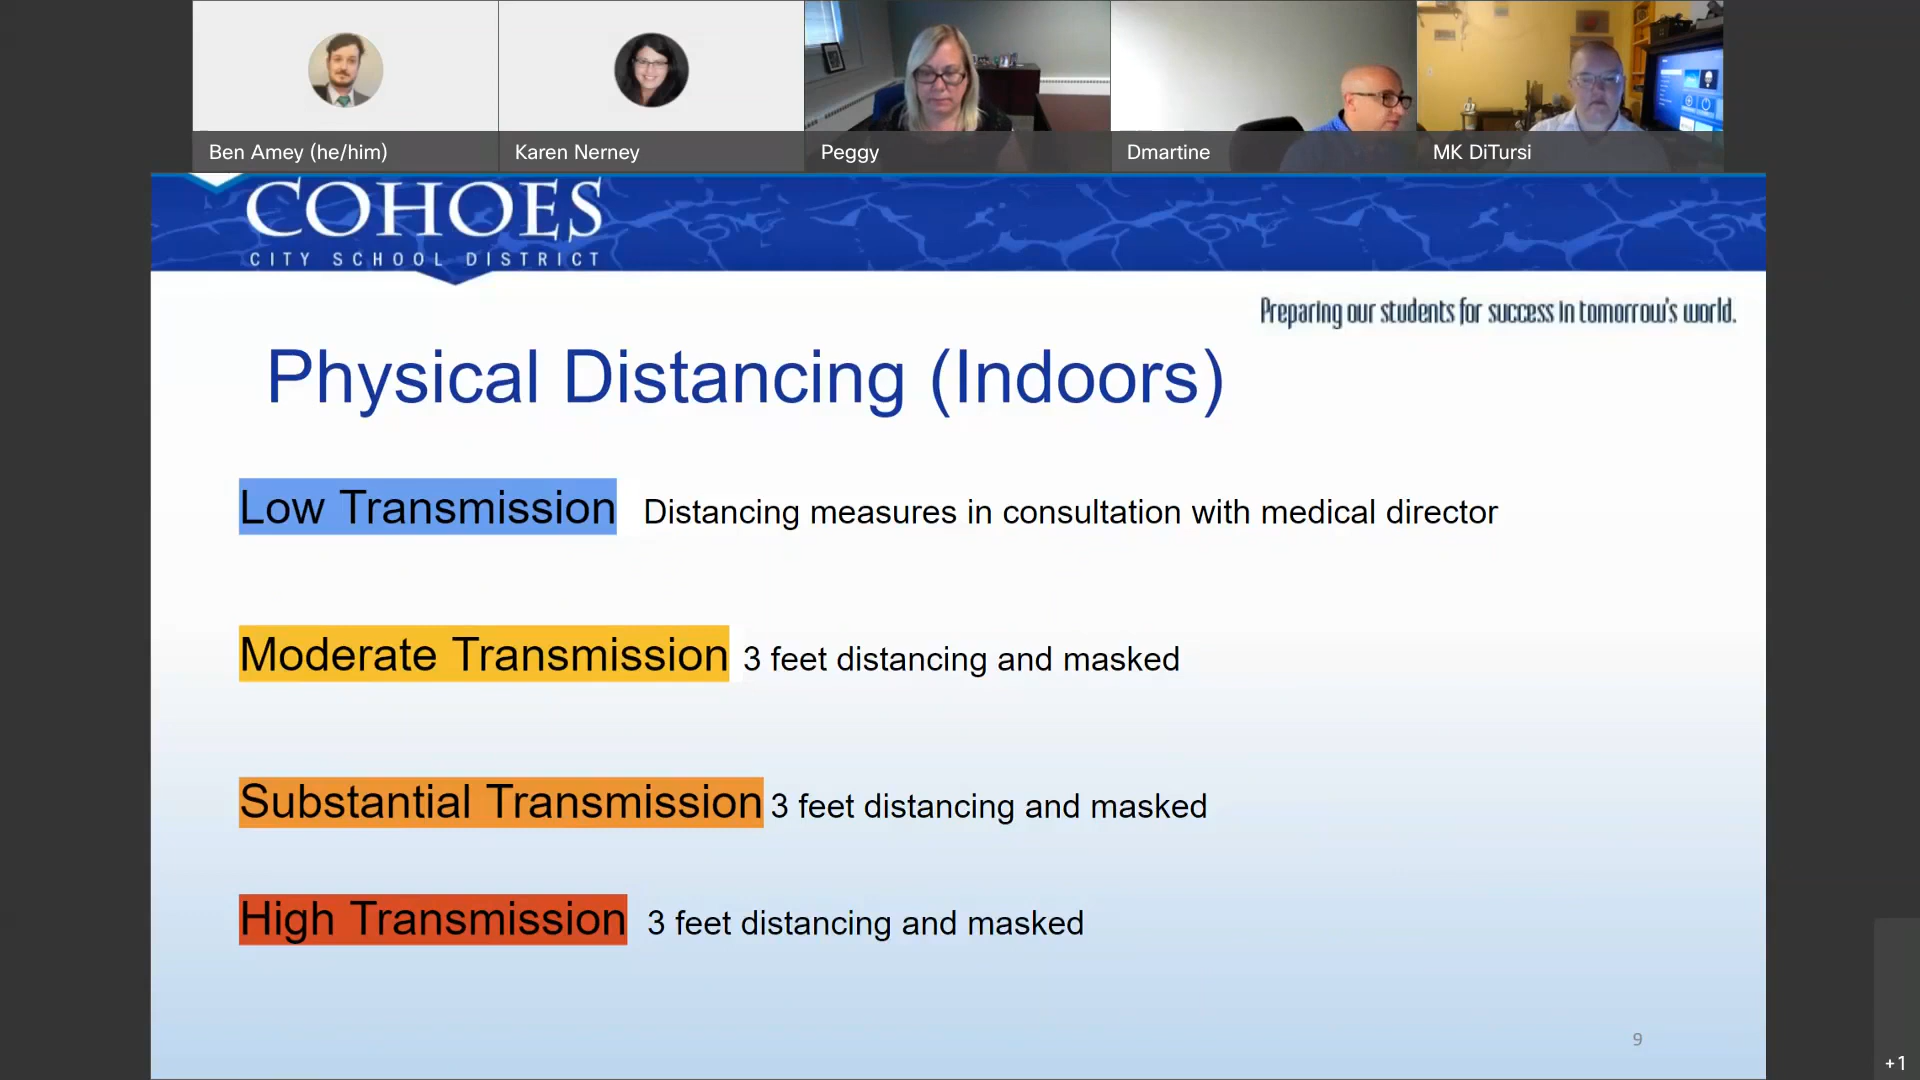 Ben Amey (he/him)
Karen Nerney
Peggy
Dmartine
MK DiTursi
COHOES
CITY SCHOOL DISTRICT
Preparing our students for success in tomorrow's world.
Physical Distancing (Indoors)
Low Transmission Distancing measures in consultation with medical director
Moderate Transmission 3 feet distancing and masked
Substantial Transmission 3 feet distancing and masked
High Transmission 3 feet distancing and masked
9
+1